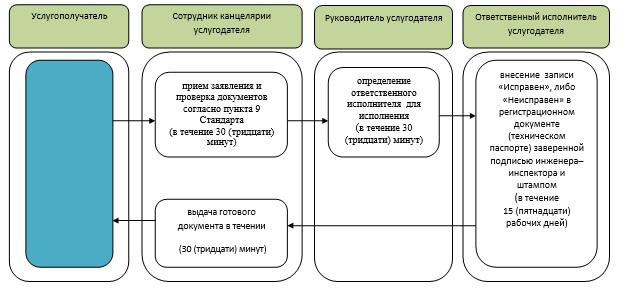 Услугополучатель
Сотрудник канцелярии
услугодателя
Руководитель услугодателя
Ответственный исполнитель
услугодателя
прием заявления и
проверка документов
согласно пункта 9
Стандарта
(в течение 30 (тридцати)
минут)
определение
ответственного
исполнителя для
исполнения
(в течение 30
(тридцати) минут)
внесение записи
«Исправен», либо
«Неисправен» в
регистрационном
документе
(техническом
паспорте) заверенной
подписью инженера–
инспектора и
штампом
(в течение
15 (пятнадцати)
рабочих дней)
выдача готового
документа в течении
(30 (тридцати) минут)